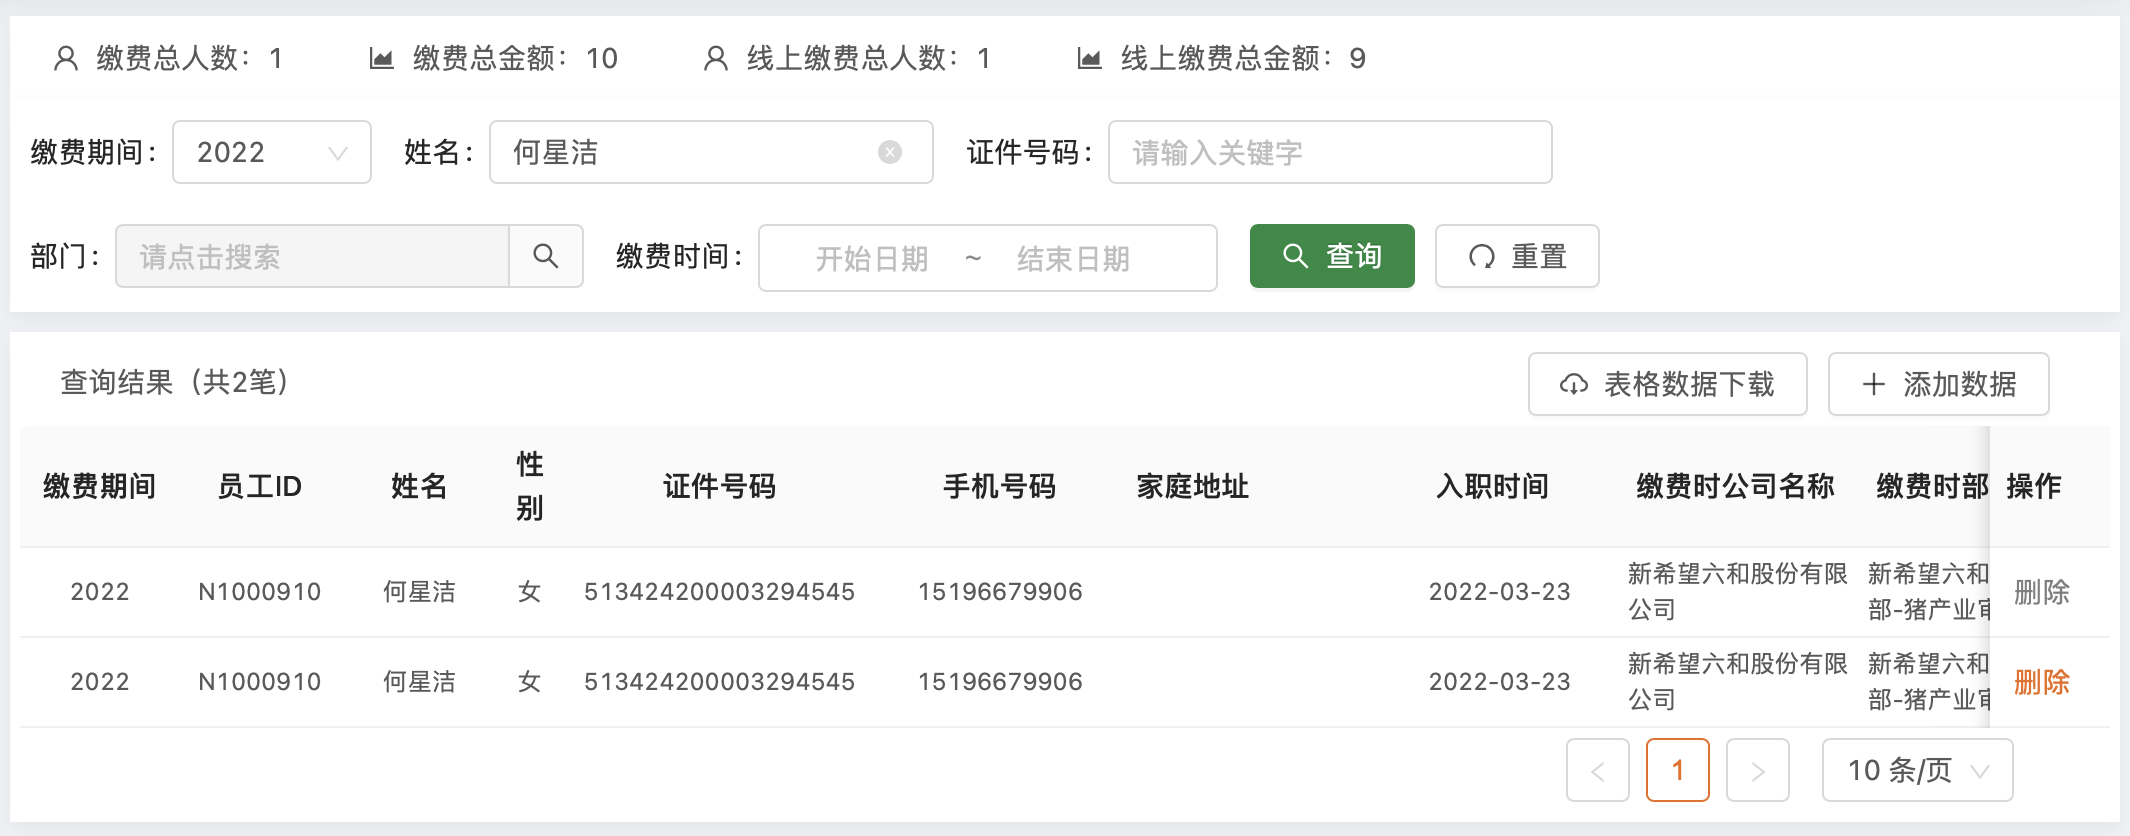 缴费总人数：1 缴费总金额：10 线上缴费总人数：1 线上缴费总金额：9
缴费期间： 2022 姓名： 何星洁 证件号码： 请输入关键字
部门： 请点击搜索 缴费时间： 开始日期 ~ 结束日期 查询 重置
查询结果（共2笔） 表格数据下载 添加数据
缴费期间 员工ID 姓名 性别 证件号码 手机号码 家庭地址 入职时间 缴费时公司名称 缴费时部 操作
2022 N1000910 何星洁 女 513424200003294545 15196679906 2022-03-23 新希望六和股份有限公司 新希望六和部-猪产业审 删除
2022 N1000910 何星洁 女 513424200003294545 15196679906 2022-03-23 新希望六和股份有限公司 新希望六和部-猪产业审 删除
< 1 > 10 条/页